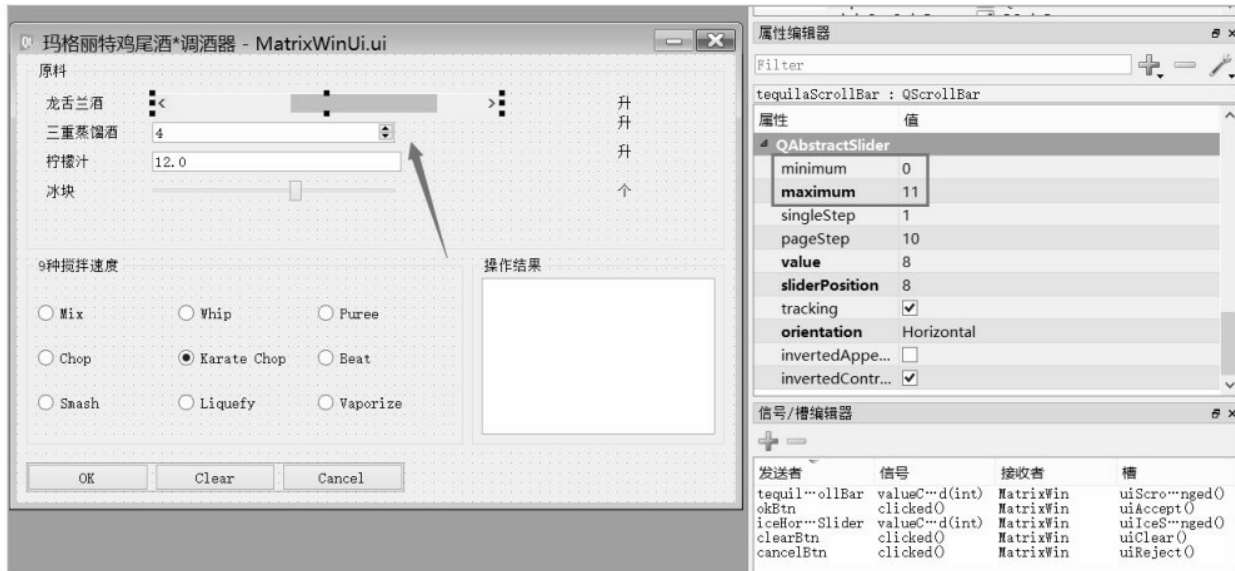 玛格丽特鸡尾酒*调酒器 - MatrixWinUi.ui
原料
龙舌兰酒 升
三重蒸馏酒 4 升
柠檬汁 12.0 升
冰块 个
9种搅拌速度
Mix Whip Puree
Chop Karate Chop Beat
Smash Liquefy Vaporize
操作结果
OK Clear Cancel
属性编辑器
Filter
tequilaScrollBar : QScrollBar
属性 值
QAbstractSlider
minimum 0
maximum 11
singleStep 1
pageStep 10
value 8
sliderPosition 8
tracking
orientation Horizontal
invertedAppe...
invertedContr...
信号/槽编辑器
发送者 信号 接收者 槽
tequil…ollBar valueC…d(int) MatrixWin uiScro…nged()
okBtn clicked() MatrixWin uiAccept()
iceHor…Slider valueC…d(int) MatrixWin uiIceS…nged()
clearBtn clicked() MatrixWin uiClear()
cancelBtn clicked() MatrixWin uiReject()